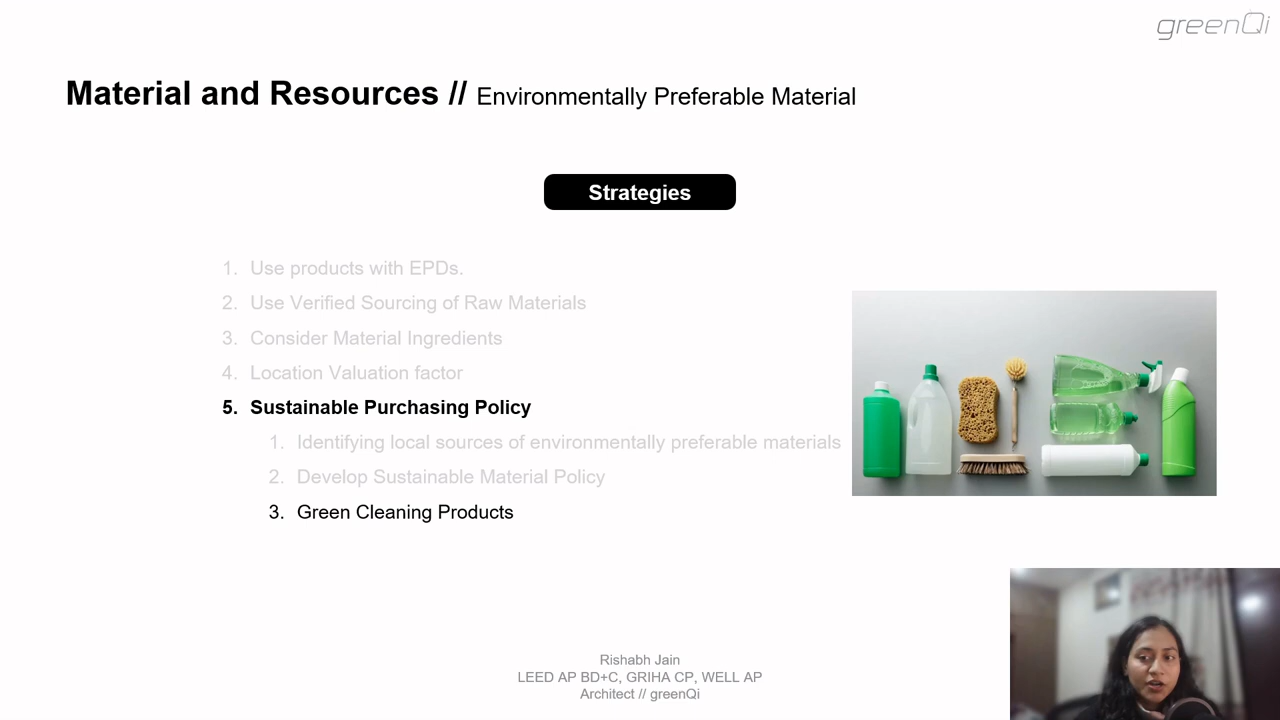 greenQi
Material and Resources // Environmentally Preferable Material
Strategies
1. Use products with EPDs.
2. Use Verified Sourcing of Raw Materials
3. Consider Material Ingredients
4. Location Valuation factor
5. Sustainable Purchasing Policy
1. Identifying local sources of environmentally preferable materials
2. Develop Sustainable Material Policy
3. Green Cleaning Products
Rishabh Jain
LEED AP BD+C, GRIHA CP, WELL AP
Architect // greenQi